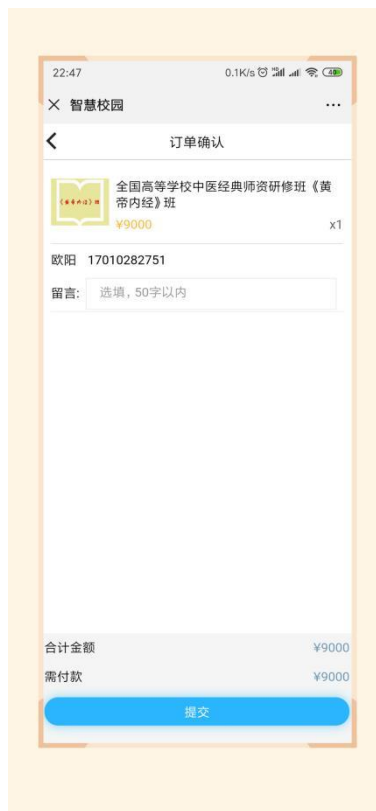 22:47
0.1K/s
40
智慧校园
订单确认
全国高等学校中医经典师资研修班《黄
帝内经》班
¥9000
x1
欧阳 17010282751
留言: 选填，50字以内
合计金额 ¥9000
需付款 ¥9000
提交